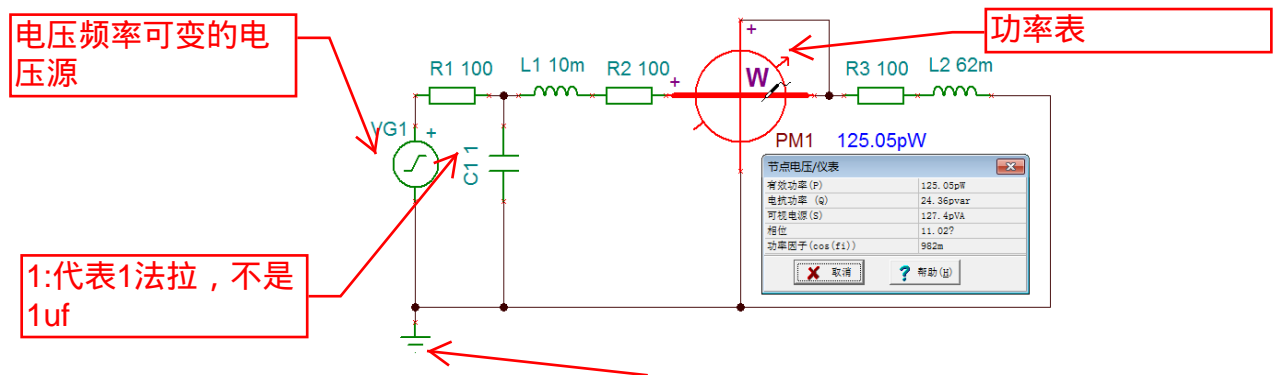 电压频率可变的电
压源
功率表
R1 100
L1 10m
R2 100
+
+
W
R3 100
L2 62m
VG1
+
C1 1
PM1 125.05pW
节点电压/仪表
有效功率(P) 125.05pW
电抗功率 (Q) 24.36pvar
可视电源(S) 127.4pVA
相位 11.02?
功率因子(cos(fi)) 982m
取消
? 帮助(H)
1:代表1法拉，不是
1uf